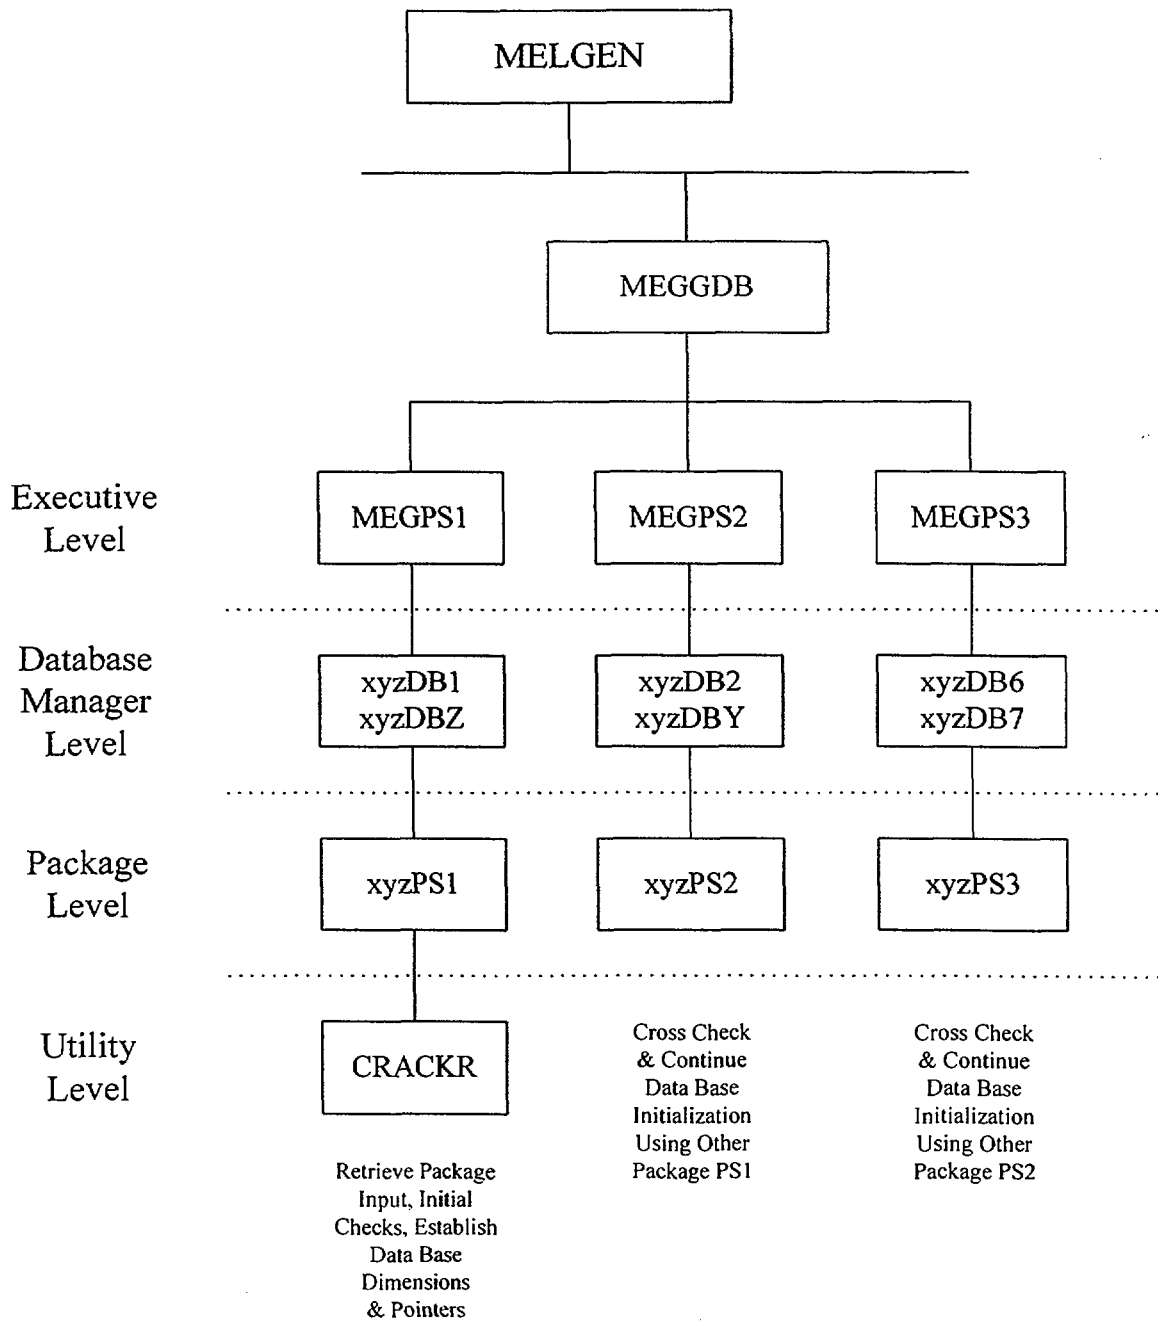 MELGEN
MEGGDB
Executive
Level
MEGPS1
MEGPS2
MEGPS3
Database
Manager
Level
xyzDB1
xyzDBZ
xyzDB2
xyzDBY
xyzDB6
xyzDB7
Package
Level
xyzPS1
xyzPS2
xyzPS3
Utility
Level
CRACKR
Retrieve Package
Input, Initial
Checks, Establish
Data Base
Dimensions
& Pointers
Cross Check
& Continue
Data Base
Initialization
Using Other
Package PS1
Cross Check
& Continue
Data Base
Initialization
Using Other
Package PS2